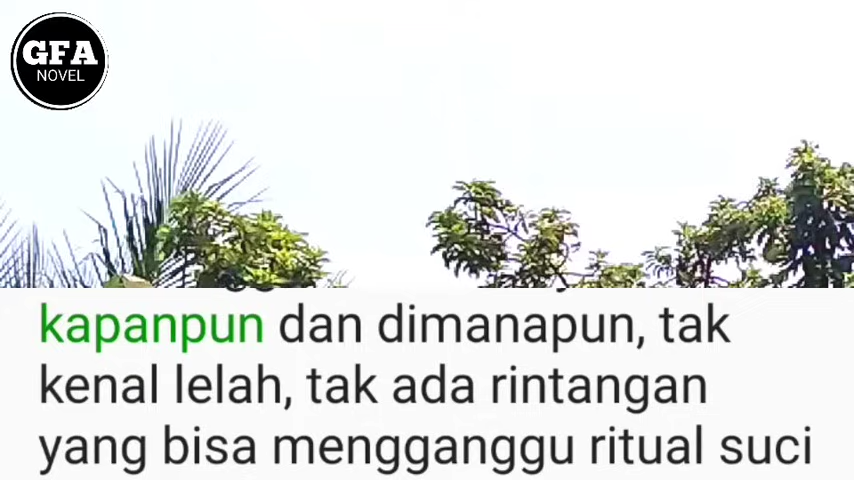 GFA
NOVEL
kapanpun dan dimanapun, tak
kenal lelah, tak ada rintangan
yang bisa mengganggu ritual suci